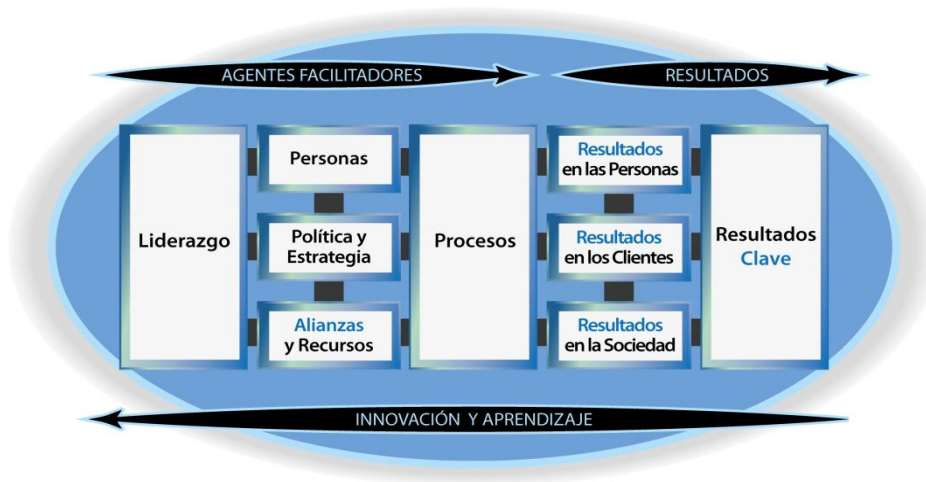 AGENTES FACILITADORES
RESULTADOS
Liderazgo
Personas
Política y
Estrategia
Alianzas
y Recursos
Procesos
Resultados
en las Personas
Resultados
en los Clientes
Resultados
en la Sociedad
Resultados
Clave
INNOVACIÓN Y APRENDIZAJE